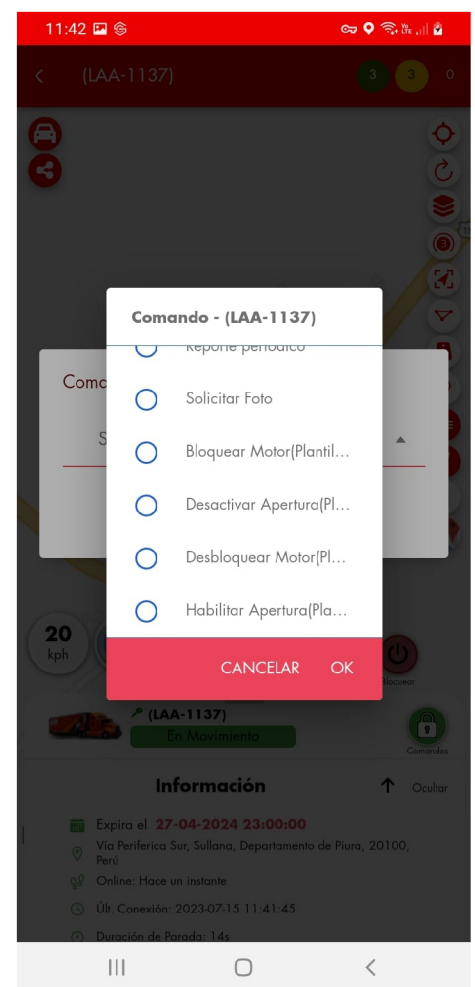 11:42
(LAA-1137)
3 3 0
Comando - (LAA-1137)
Reporte periodico
Solicitar Foto
Bloquear Motor(Plantil...
Desactivar Apertura(Pl...
Desbloquear Motor(Pl...
Habilitar Apertura(Pla...
CANCELAR OK
20
kph
Bloquear
(LAA-1137)
En Movimiento
Comandos
Información
Ocultar
Expira el 27-04-2024 23:00:00
Vía Periferica Sur, Sullana, Departamento de Piura, 20100,
Perú
Online: Hace un instante
Últ. Conexión: 2023-07-15 11:41:45
Duración de Parada: 14s